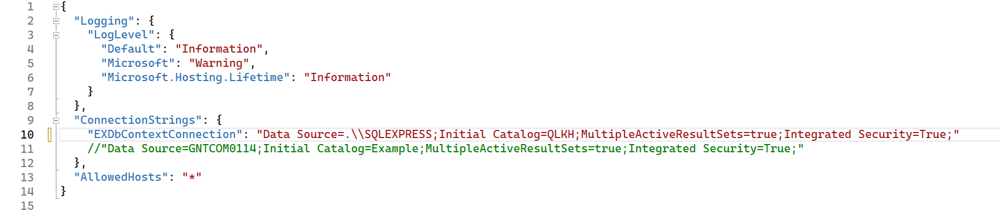 1 {
2   "Logging": {
3     "LogLevel": {
4       "Default": "Information",
5       "Microsoft": "Warning",
6       "Microsoft.Hosting.Lifetime": "Information"
7     }
8   },
9   "ConnectionStrings": {
10     "EXDbContextConnection": "Data Source=.\\SQLEXPRESS;Initial Catalog=QLKH;MultipleActiveResultSets=true;Integrated Security=True;"
11     //"Data Source=GNTCOM0114;Initial Catalog=Example;MultipleActiveResultSets=true;Integrated Security=True;"
12   },
13   "AllowedHosts": "*"
14 }
15